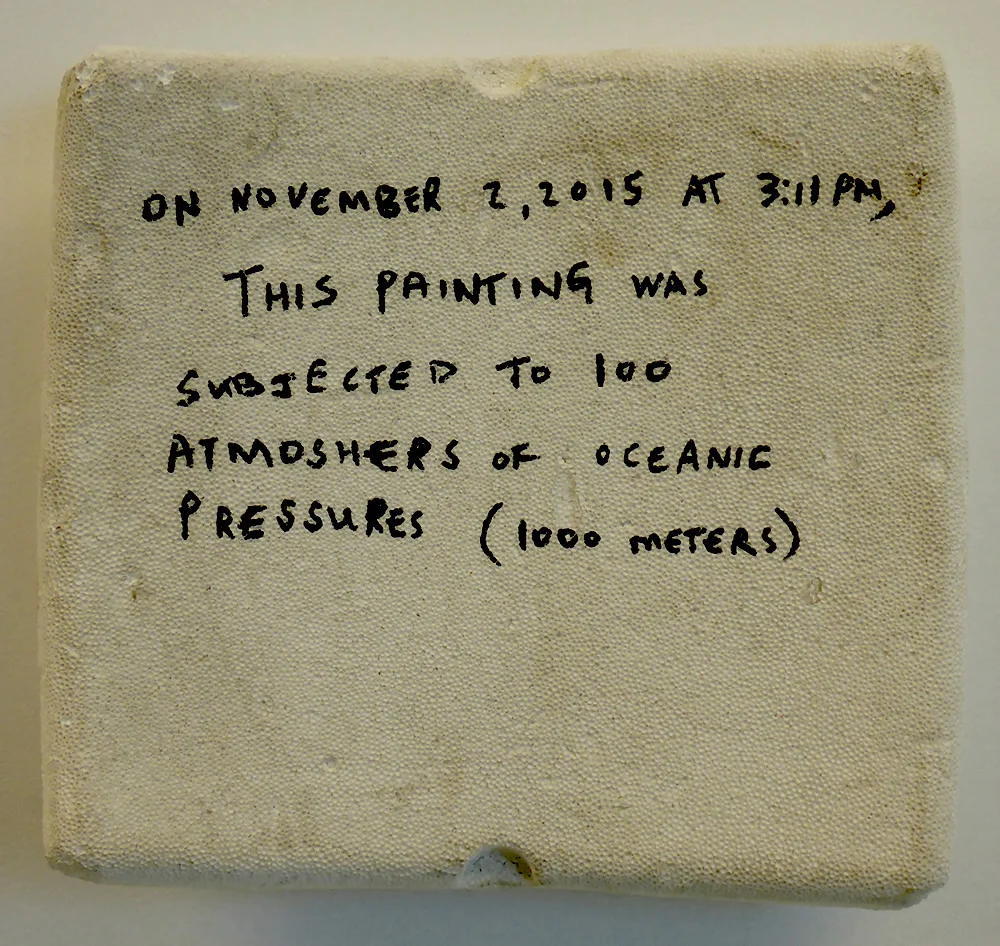 ON NOVEMBER 2, 2015 AT 3:11 PM,
THIS PAINTING WAS
SUBJECTED TO 100
ATMOSHERS OF OCEANIC
PRESSURES (1000 METERS)